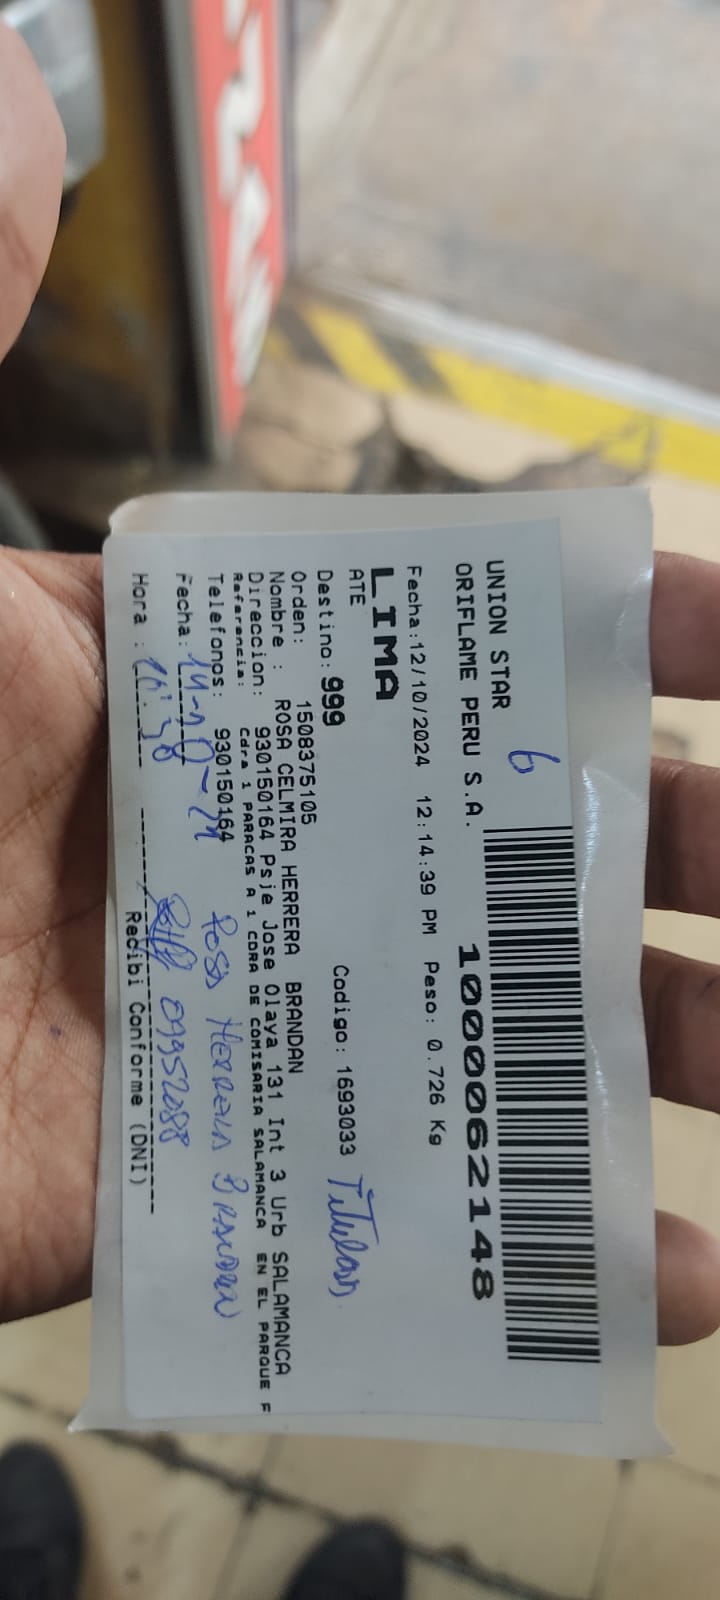 UNION STAR 6
ORIFLAME PERU S.A. 1000062148
Fecha:12/10/2024 12:14:39 PM Peso: 0.726 Kg
LIMA
ATE
Destino: 999 Codigo: 1693033 Titular
Orden: 1508375105
Nombre : ROSA CELMIRA HERRERA BRANDAN
Direccion: 930150164 Psje Jose Olaya 131 Int 3 Urb SALAMANCA
Referencia: Cdra 1 PARACAS A 1 CDRA DE COMISARIA SALAMANCA EN EL PARQUE F
Telefonos: 930150164 Rosa Herrera Brandan
Fecha: 14-10-24
Hora : 16:38 09952088
Recibi Conforme (DNI)